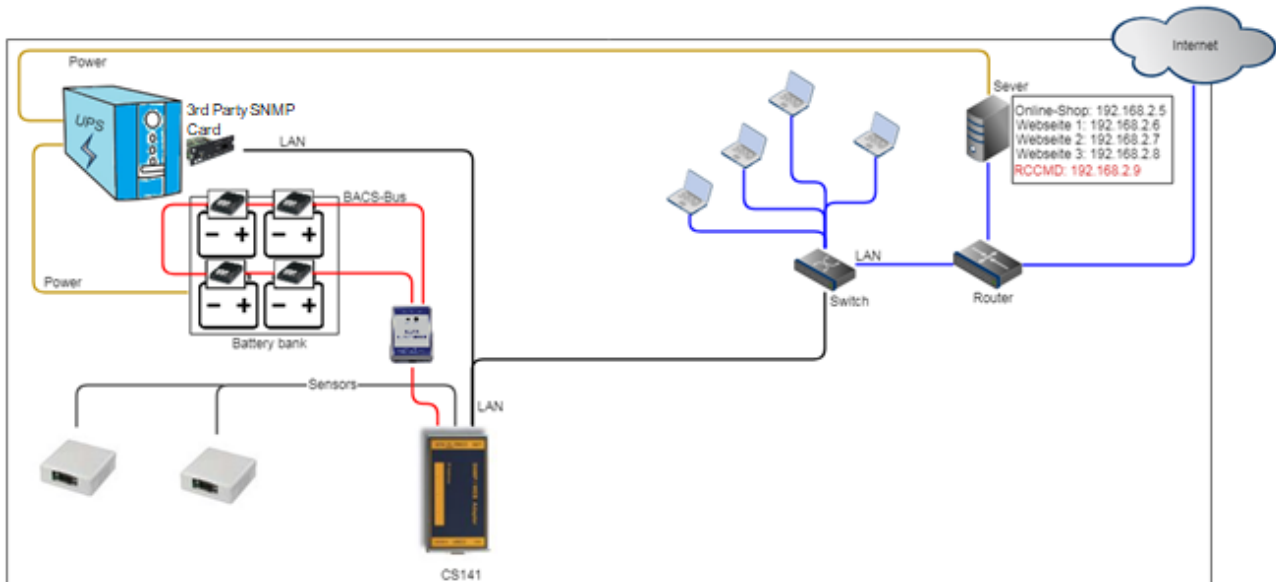 Internet
Power
Sever
UPS
3rd Party SNMP
Card
LAN
Online-Shop: 192.168.2.5
Webseite 1: 192.168.2.6
Webseite 2: 192.168.2.7
Webseite 3: 192.168.2.8
RCCMD: 192.168.2.9
BACS-Bus
LAN
Power
Switch
Router
Battery bank
Sensors
LAN
CS141